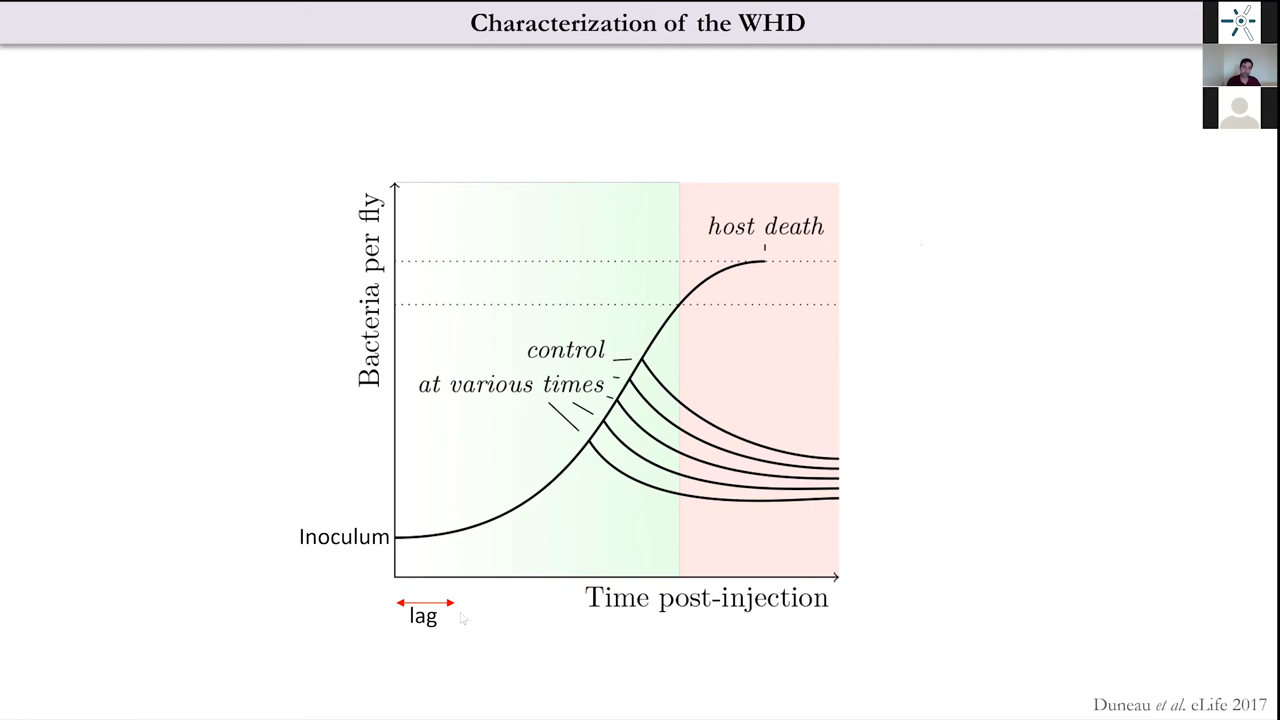 Characterization of the WHD
Bacteria per fly
host death
control
at various times
Inoculum
Time post-injection
lag
Duneau et al. eLife 2017